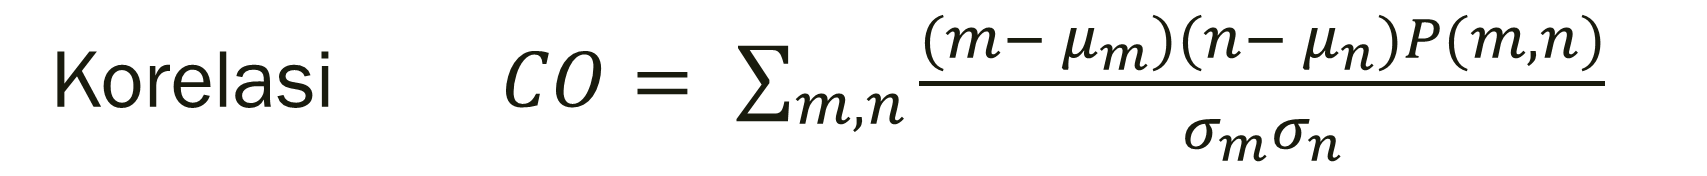 Korelasi CO = ∑m,n (m− μm)(n− μn)P(m,n) / σmσn